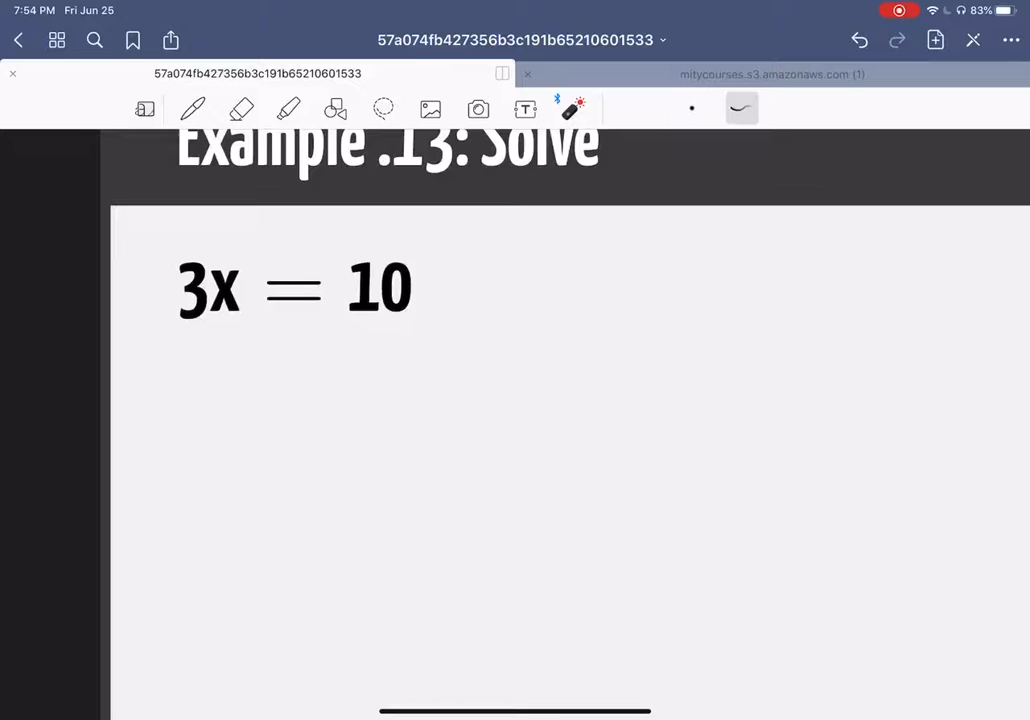 7:54 PM Fri Jun 25
83%
57a074fb427356b3c191b65210601533
57a074fb427356b3c191b65210601533
mitycourses.s3.amazonaws.com (1)
T
Example .13: Solve
3x = 10